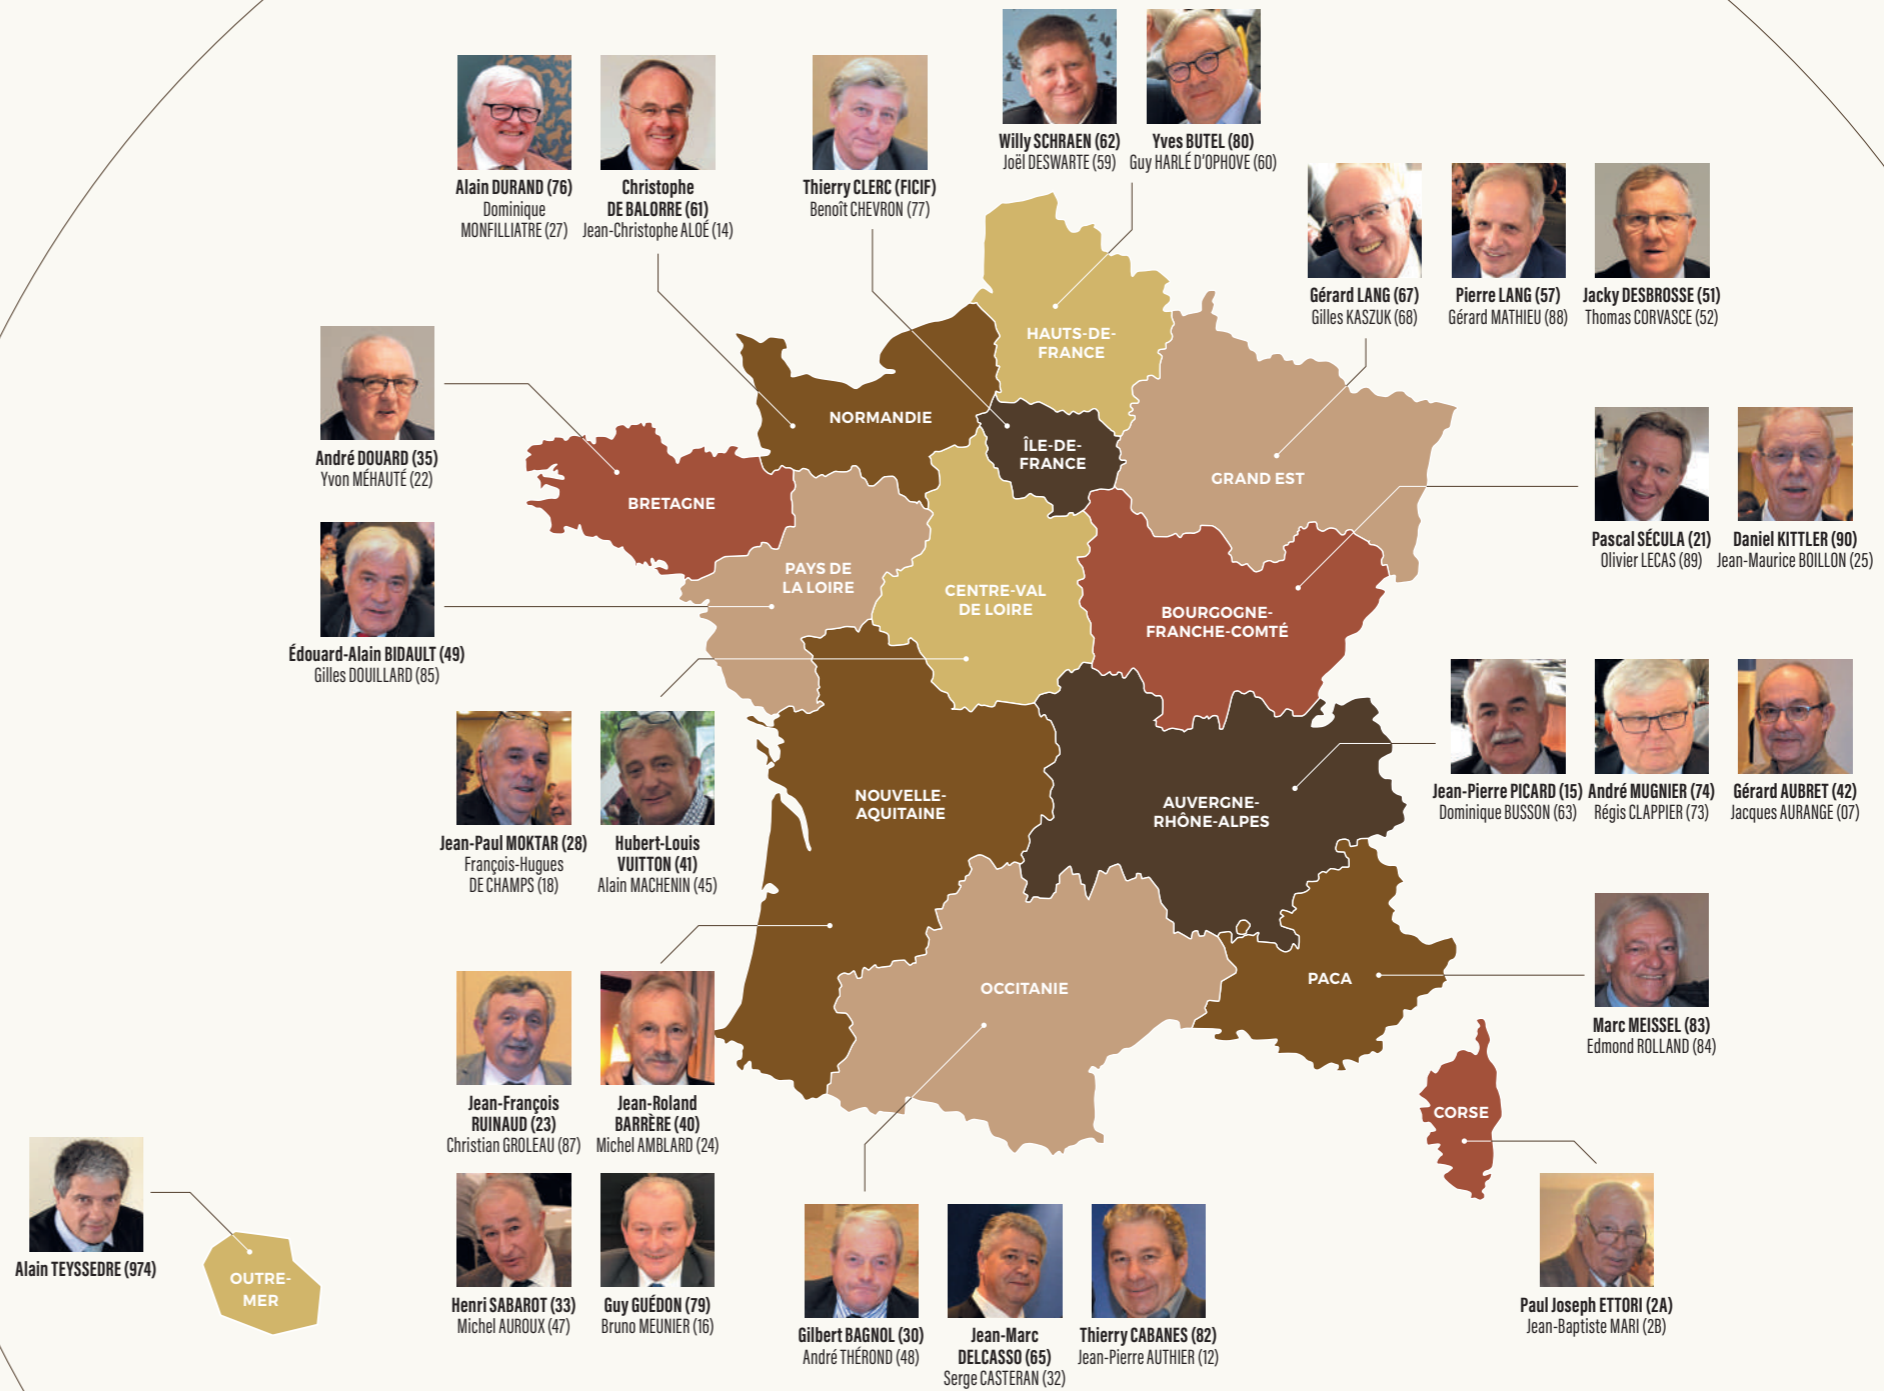 Willy SCHRAEN (62)
Joël DESWARTE (59)
Yves BUTEL (80)
Guy HARLÉ D'OPHOVE (60)
Alain DURAND (76)
Dominique
MONFILLIATRE (27)
Christophe
DE BALORRE (61)
Jean-Christophe ALOÉ (14)
Thierry CLERC (FICIF)
Benoît CHEVRON (77)
Gérard LANG (67)
Gilles KASZUK (68)
Pierre LANG (57)
Gérard MATHIEU (88)
Jacky DESBROSSE (51)
Thomas CORVASCE (52)
HAUTS-DE-
FRANCE
NORMANDIE
ÎLE-DE-
FRANCE
GRAND EST
André DOUARD (35)
Yvon MÉHAUTÉ (22)
BRETAGNE
Pascal SÉCULA (21)
Olivier LECAS (89)
Daniel KITTLER (90)
Jean-Maurice BOILLON (25)
PAYS DE
LA LOIRE
CENTRE-VAL
DE LOIRE
BOURGOGNE-
FRANCHE-COMTÉ
Édouard-Alain BIDAULT (49)
Gilles DOUILLARD (85)
Jean-Pierre PICARD (15)
Dominique BUSSON (63)
André MUGNIER (74)
Régis CLAPPIER (73)
Gérard AUBRET (42)
Jacques AURANGE (07)
NOUVELLE-
AQUITAINE
AUVERGNE-
RHÔNE-ALPES
Jean-Paul MOKTAR (28)
François-Hugues
DE CHAMPS (18)
Hubert-Louis
VUITTON (41)
Alain MACHENIN (45)
OCCITANIE
PACA
Marc MEISSEL (83)
Edmond ROLLAND (84)
Jean-François
RUINAUD (23)
Christian GROLEAU (87)
Jean-Roland
BARRÈRE (40)
Michel AMBLARD (24)
CORSE
Alain TEYSSEDRE (974)
OUTRE-
MER
Henri SABAROT (33)
Michel AUROUX (47)
Guy GUÉDON (79)
Bruno MEUNIER (16)
Gilbert BAGNOL (30)
André THÉROND (48)
Jean-Marc
DELCASSO (65)
Serge CASTERAN (32)
Thierry CABANES (82)
Jean-Pierre AUTHIER (12)
Paul Joseph ETTORI (2A)
Jean-Baptiste MARI (2B)